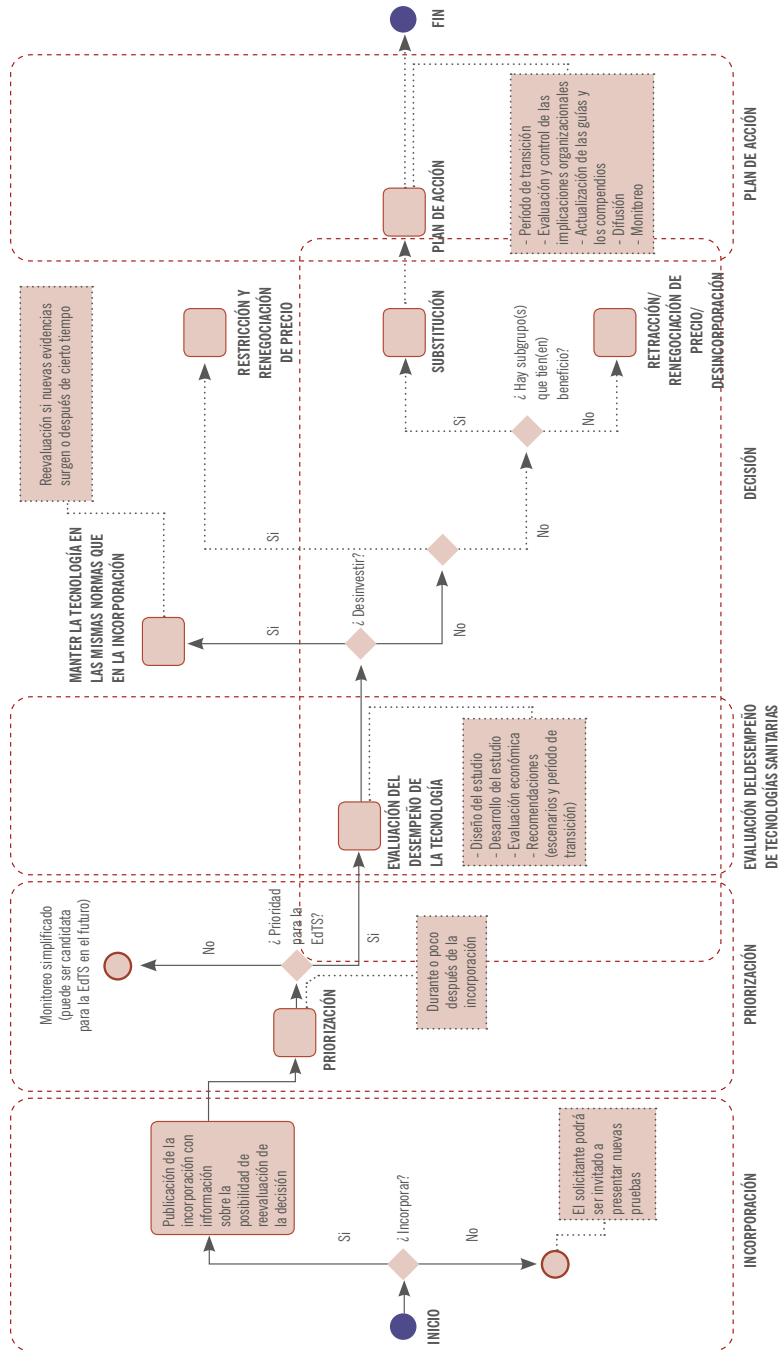 INICIO
¿ Incorporar?
Si
No
Publicación de la
incorporación con
información
sobre la
posibilidad de
reevaluación de
la decisión
El solicitante podrá
ser invitado a
presentar nuevas
pruebas
INCORPORACIÓN
PRIORIZACIÓN
¿ Prioridad
para la
EdTS?
No
Si
Monitoreo simplificado
(puede ser candidata
para la EdTS en el futuro)
Durante o poco
después de la
incorporación
PRIORIZACIÓN
EVALUACIÓN DEL
DESEMPEÑO DE
LA TECNOLOGÍA
- Diseño del estudio
- Desarrollo del estudio
- Evaluación económica
- Recomendaciones
(escenarios y período de
transición)
EVALUACIÓN DELDESEMPEÑO
DE TECNOLOGÍAS SANITARIAS
¿ Desinvestir?
Si
No
MANTER LA TECNOLOGÍA EN
LAS MISMAS NORMAS QUE
EN LA INCORPORACIÓN
Reevaluación si nuevas evidencias
surgen o después de cierto tiempo
Si
No
RESTRICCIÓN Y
RENEGOCIACIÓN
DE PRECIO
¿ Hay subgrupo(s)
que tien(en)
beneficio?
Si
No
SUBSTITUCIÓN
RETRACCIÓN/
RENEGOCIACIÓN DE
PRECIO/
DESINCORPORACIÓN
DECISIÓN
PLAN DE ACCIÓN
- Período de transición
- Evaluación y control de las
implicaciones organizacionales
- Actualización de las guías y
los compendios
- Difusión
- Monitoreo
PLAN DE ACCIÓN
FIN